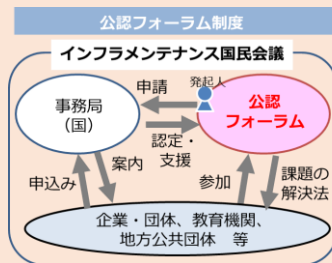 公認フォーラム制度
インフラメンテナンス国民会議
申請
発起人
事務局
（国）
公認
フォーラム
認定・
支援
案内
申込み
参加
課題の
解決法
企業・団体、教育機関、
地方公共団体　等